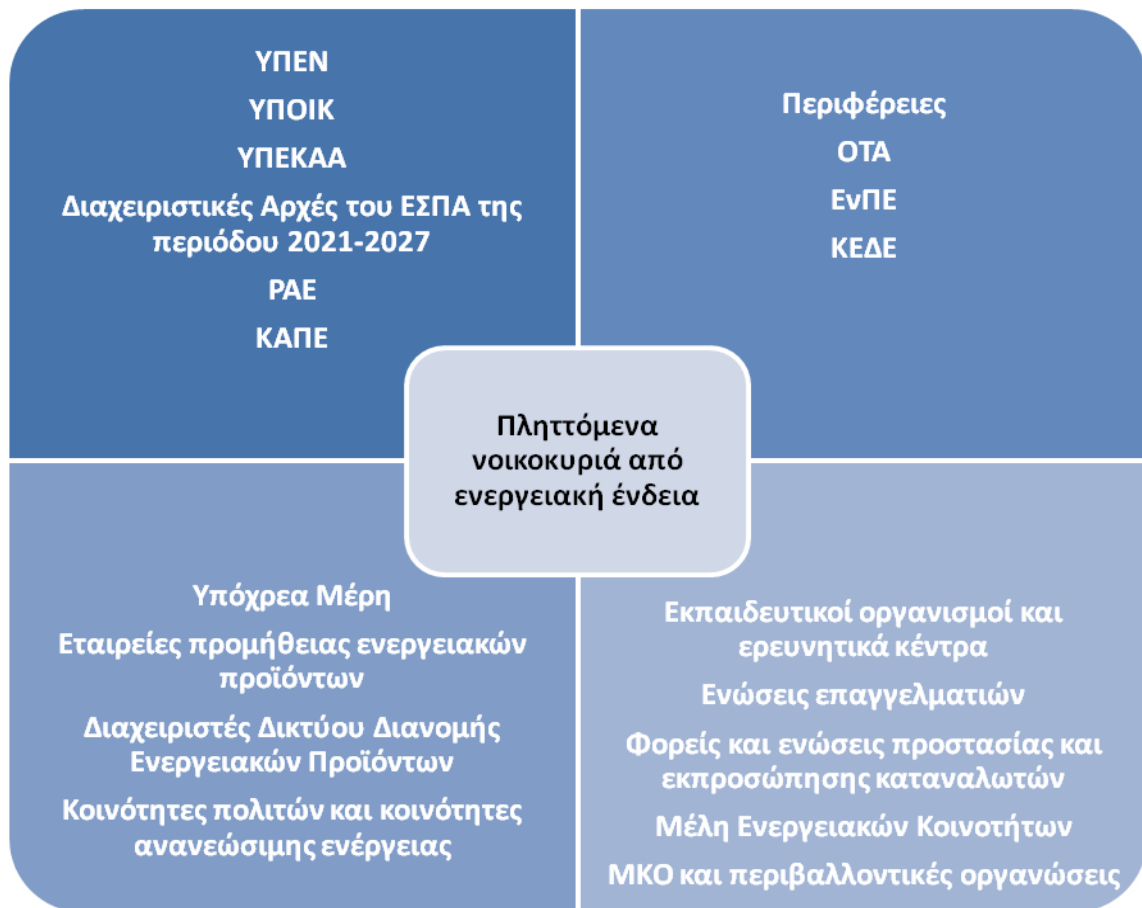 ΥΠΕΝ
ΥΠΟΙΚ
ΥΠΕΚΑΑ
Διαχειριστικές Αρχές του ΕΣΠΑ της
περιόδου 2021-2027
ΡΑΕ
ΚΑΠΕ
Περιφέρειες
ΟΤΑ
ΕνΠΕ
ΚΕΔΕ
Πληττόμενα
νοικοκυριά από
ενεργειακή ένδεια
Υπόχρεα Μέρη
Εταιρείες προμήθειας ενεργειακών
προϊόντων
Διαχειριστές Δικτύου Διανομής
Ενεργειακών Προϊόντων
Κοινότητες πολιτών και κοινότητες
ανανεώσιμης ενέργειας
Εκπαιδευτικοί οργανισμοί και
ερευνητικά κέντρα
Ενώσεις επαγγελματιών
Φορείς και ενώσεις προστασίας και
εκπροσώπησης καταναλωτών
Μέλη Ενεργειακών Κοινοτήτων
ΜΚΟ και περιβαλλοντικές οργανώσεις